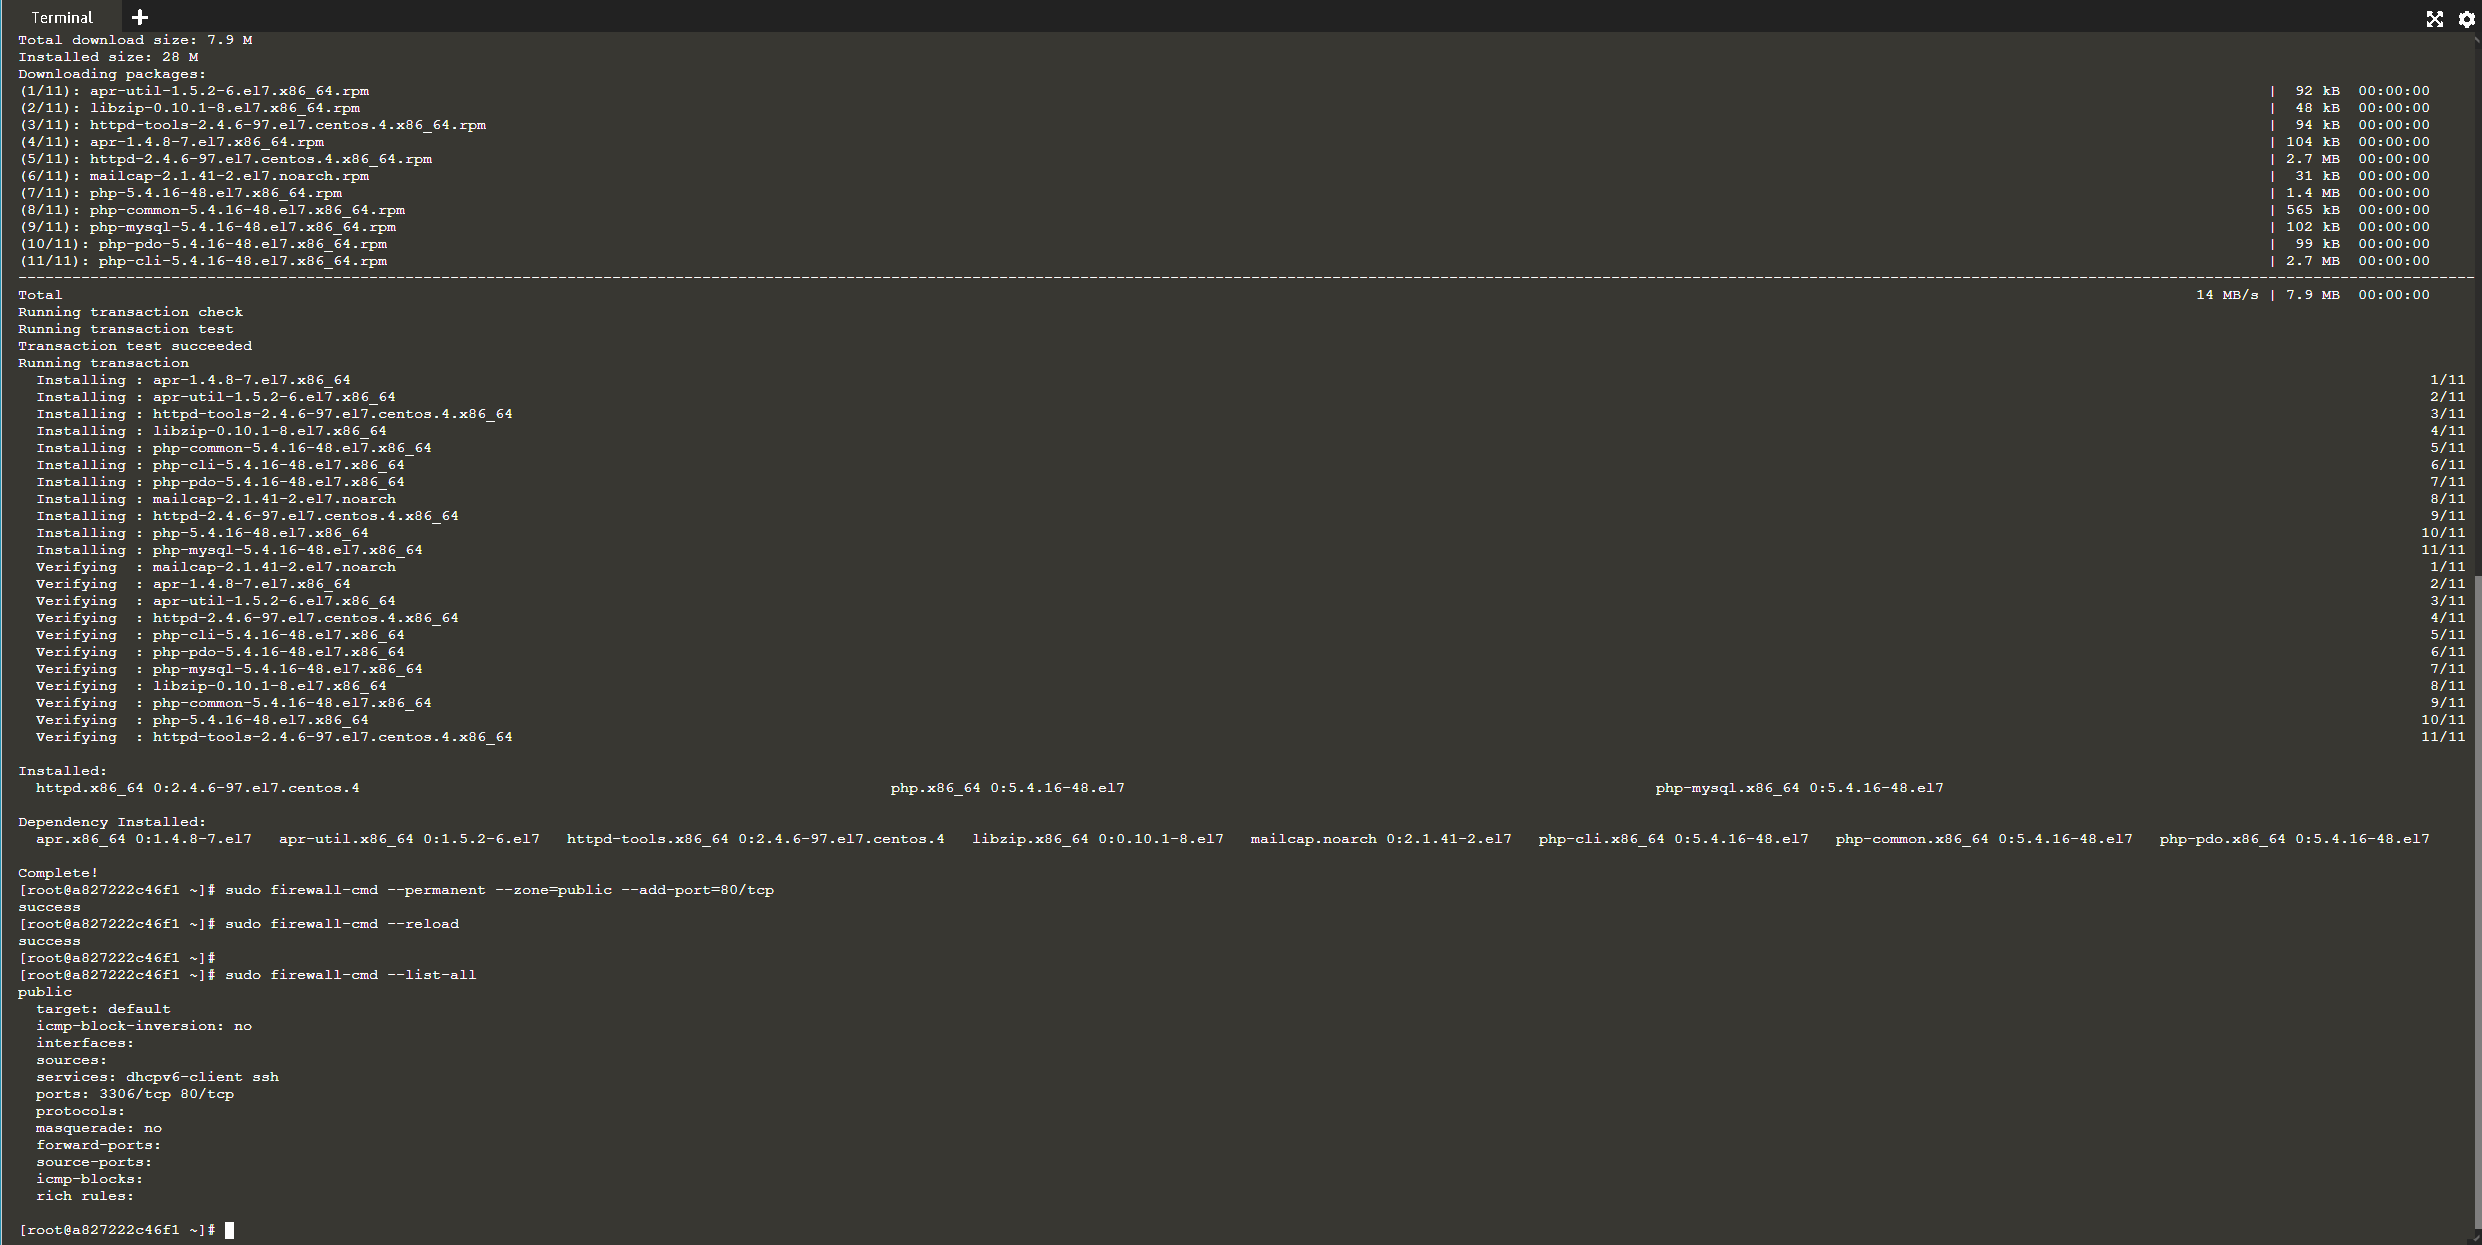 Terminal
Total download size: 7.9 M
Installed size: 28 M
Downloading packages:
(1/11): apr-util-1.5.2-6.el7.x86_64.rpm | 92 kB 00:00:00
(2/11): libzip-0.10.1-8.el7.x86_64.rpm | 48 kB 00:00:00
(3/11): httpd-tools-2.4.6-97.el7.centos.4.x86_64.rpm | 94 kB 00:00:00
(4/11): apr-1.4.8-7.el7.x86_64.rpm | 104 kB 00:00:00
(5/11): httpd-2.4.6-97.el7.centos.4.x86_64.rpm | 2.7 MB 00:00:00
(6/11): mailcap-2.1.41-2.el7.noarch.rpm | 31 kB 00:00:00
(7/11): php-5.4.16-48.el7.x86_64.rpm | 1.4 MB 00:00:00
(8/11): php-common-5.4.16-48.el7.x86_64.rpm | 565 kB 00:00:00
(9/11): php-mysql-5.4.16-48.el7.x86_64.rpm | 102 kB 00:00:00
(10/11): php-pdo-5.4.16-48.el7.x86_64.rpm | 99 kB 00:00:00
(11/11): php-cli-5.4.16-48.el7.x86_64.rpm | 2.7 MB 00:00:00
Total 14 MB/s | 7.9 MB 00:00:00
Running transaction check
Running transaction test
Transaction test succeeded
Running transaction
Installing : apr-1.4.8-7.el7.x86_64 1/11
Installing : apr-util-1.5.2-6.el7.x86_64 2/11
Installing : httpd-tools-2.4.6-97.el7.centos.4.x86_64 3/11
Installing : libzip-0.10.1-8.el7.x86_64 4/11
Installing : php-common-5.4.16-48.el7.x86_64 5/11
Installing : php-cli-5.4.16-48.el7.x86_64 6/11
Installing : php-pdo-5.4.16-48.el7.x86_64 7/11
Installing : mailcap-2.1.41-2.el7.noarch 8/11
Installing : httpd-2.4.6-97.el7.centos.4.x86_64 9/11
Installing : php-5.4.16-48.el7.x86_64 10/11
Installing : php-mysql-5.4.16-48.el7.x86_64 11/11
Verifying : mailcap-2.1.41-2.el7.noarch 1/11
Verifying : apr-1.4.8-7.el7.x86_64 2/11
Verifying : apr-util-1.5.2-6.el7.x86_64 3/11
Verifying : httpd-2.4.6-97.el7.centos.4.x86_64 4/11
Verifying : php-cli-5.4.16-48.el7.x86_64 5/11
Verifying : php-pdo-5.4.16-48.el7.x86_64 6/11
Verifying : php-mysql-5.4.16-48.el7.x86_64 7/11
Verifying : libzip-0.10.1-8.el7.x86_64 8/11
Verifying : php-common-5.4.16-48.el7.x86_64 9/11
Verifying : php-5.4.16-48.el7.x86_64 10/11
Verifying : httpd-tools-2.4.6-97.el7.centos.4.x86_64 11/11
Installed:
httpd.x86_64 0:2.4.6-97.el7.centos.4 php.x86_64 0:5.4.16-48.el7 php-mysql.x86_64 0:5.4.16-48.el7
Dependency Installed:
apr.x86_64 0:1.4.8-7.el7 apr-util.x86_64 0:1.5.2-6.el7 httpd-tools.x86_64 0:2.4.6-97.el7.centos.4 libzip.x86_64 0:0.10.1-8.el7 mailcap.noarch 0:2.1.41-2.el7 php-cli.x86_64 0:5.4.16-48.el7 php-common.x86_64 0:5.4.16-48.el7 php-pdo.x86_64 0:5.4.16-48.el7
Complete!
[root@a827222c46f1 ~]# sudo firewall-cmd --permanent --zone=public --add-port=80/tcp
success
[root@a827222c46f1 ~]# sudo firewall-cmd --reload
success
[root@a827222c46f1 ~]#
[root@a827222c46f1 ~]# sudo firewall-cmd --list-all
public
target: default
icmp-block-inversion: no
interfaces:
sources:
services: dhcpv6-client ssh
ports: 3306/tcp 80/tcp
protocols:
masquerade: no
forward-ports:
source-ports:
icmp-blocks:
rich rules:
[root@a827222c46f1 ~]#